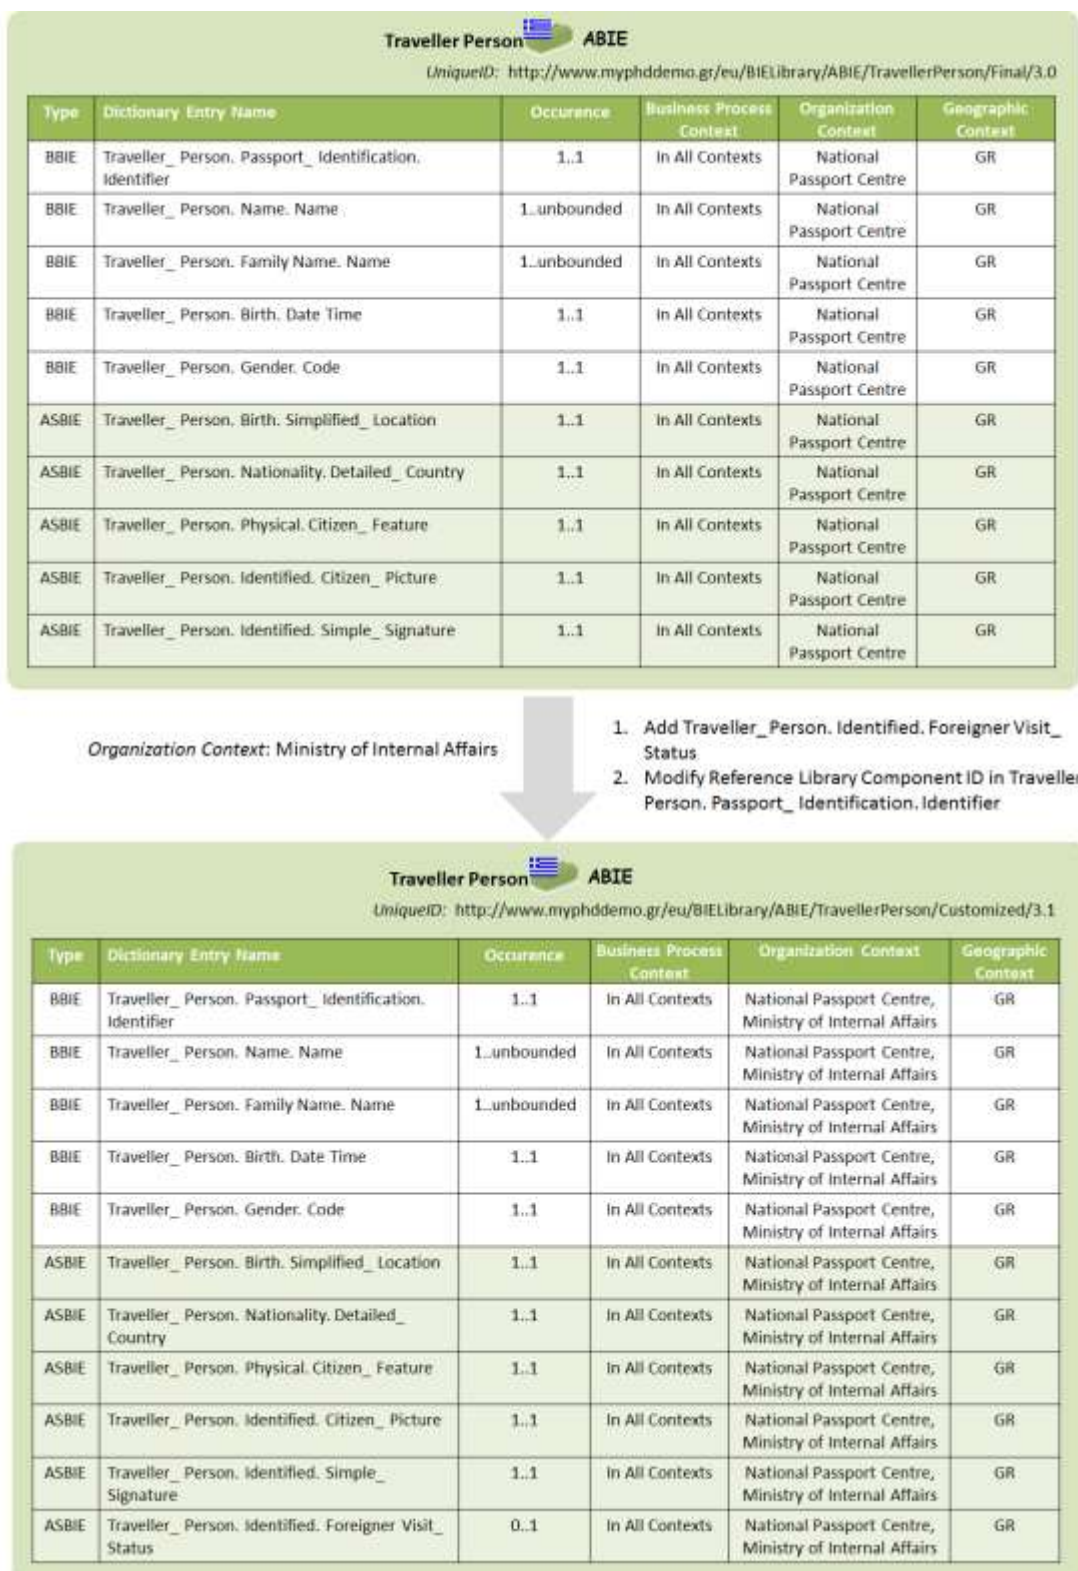 Traveller Person ABIE
UniqueID: http://www.myphddemo.gr/eu/BIELibrary/ABIE/TravellerPerson/Final/3.0
Type Dictionary Entry Name Occurence Business Process Context Organization Context Geographic Context
BBIE Traveller_ Person. Passport_ Identification. Identifier 1..1 In All Contexts National Passport Centre GR
BBIE Traveller_ Person. Name. Name 1..unbounded In All Contexts National Passport Centre GR
BBIE Traveller_ Person. Family Name. Name 1..unbounded In All Contexts National Passport Centre GR
BBIE Traveller_ Person. Birth. Date Time 1..1 In All Contexts National Passport Centre GR
BBIE Traveller_ Person. Gender. Code 1..1 In All Contexts National Passport Centre GR
ASBIE Traveller_ Person. Birth. Simplified_ Location 1..1 In All Contexts National Passport Centre GR
ASBIE Traveller_ Person. Nationality. Detailed_ Country 1..1 In All Contexts National Passport Centre GR
ASBIE Traveller_ Person. Physical. Citizen_ Feature 1..1 In All Contexts National Passport Centre GR
ASBIE Traveller_ Person. Identified. Citizen_ Picture 1..1 In All Contexts National Passport Centre GR
ASBIE Traveller_ Person. Identified. Simple_ Signature 1..1 In All Contexts National Passport Centre GR
Organization Context: Ministry of Internal Affairs
1. Add Traveller_Person. Identified. Foreigner Visit_
Status
2. Modify Reference Library Component ID in Traveller
Person. Passport_ Identification. Identifier
Traveller Person ABIE
UniqueID: http://www.myphddemo.gr/eu/BIELibrary/ABIE/TravellerPerson/Customized/3.1
Type Dictionary Entry Name Occurence Business Process Context Organization Context Geographic Context
BBIE Traveller_ Person. Passport_ Identification. Identifier 1..1 In All Contexts National Passport Centre, Ministry of Internal Affairs GR
BBIE Traveller_ Person. Name. Name 1..unbounded In All Contexts National Passport Centre, Ministry of Internal Affairs GR
BBIE Traveller_ Person. Family Name. Name 1..unbounded In All Contexts National Passport Centre, Ministry of Internal Affairs GR
BBIE Traveller_ Person. Birth. Date Time 1..1 In All Contexts National Passport Centre, Ministry of Internal Affairs GR
BBIE Traveller_ Person. Gender. Code 1..1 In All Contexts National Passport Centre, Ministry of Internal Affairs GR
ASBIE Traveller_ Person. Birth. Simplified_ Location 1..1 In All Contexts National Passport Centre, Ministry of Internal Affairs GR
ASBIE Traveller_ Person. Nationality. Detailed_ Country 1..1 In All Contexts National Passport Centre, Ministry of Internal Affairs GR
ASBIE Traveller_ Person. Physical. Citizen_ Feature 1..1 In All Contexts National Passport Centre, Ministry of Internal Affairs GR
ASBIE Traveller_ Person. Identified. Citizen_ Picture 1..1 In All Contexts National Passport Centre, Ministry of Internal Affairs GR
ASBIE Traveller_ Person. Identified. Simple_ Signature 1..1 In All Contexts National Passport Centre, Ministry of Internal Affairs GR
ASBIE Traveller_ Person. Identified. Foreigner Visit_ Status 0..1 In All Contexts National Passport Centre, Ministry of Internal Affairs GR